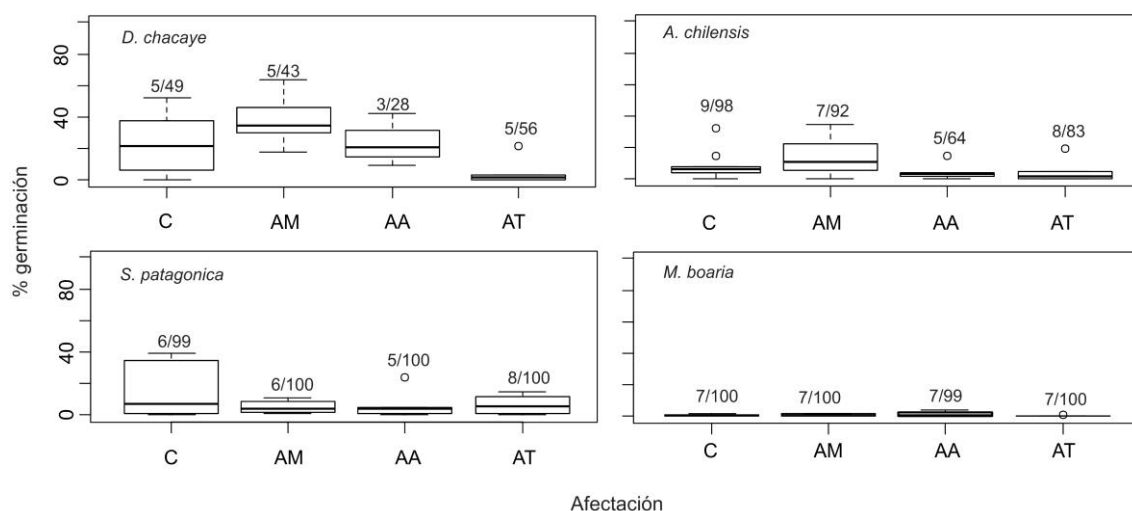 D. chacaye
5/49 5/43 3/28 5/56
80
40
0
C AM AA AT
A. chilensis
9/98 7/92 5/64 8/83
C AM AA AT
% germinación
S. patagonica
6/99 6/100 5/100 8/100
80
40
0
C AM AA AT
M. boaria
7/100 7/100 7/99 7/100
C AM AA AT
Afectación